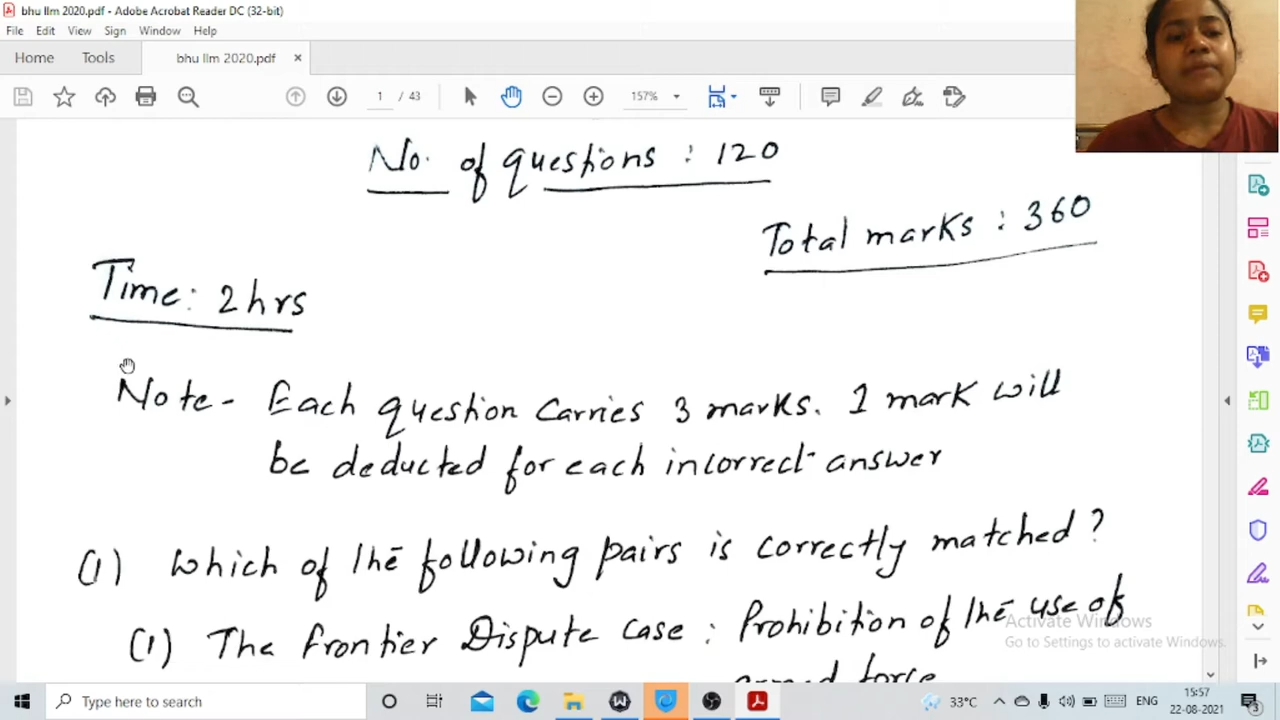 bhu llm 2020.pdf - Adobe Acrobat Reader DC (32-bit)
File Edit View Sign Window Help
Home Tools bhu llm 2020.pdf ×
1 / 43 157%
No. of questions : 120
Total marks : 360
Time: 2 hrs
Note - Each question carries 3 marks. 1 mark will
be deducted for each incorrect answer
(1) Which of the following pairs is correctly matched?
(1) The Frontier Dispute Case : Prohibition of the use of
armed force
Activate Windows
Go to Settings to activate Windows.
Type here to search
33°C ENG 15:57
22-08-2021 3